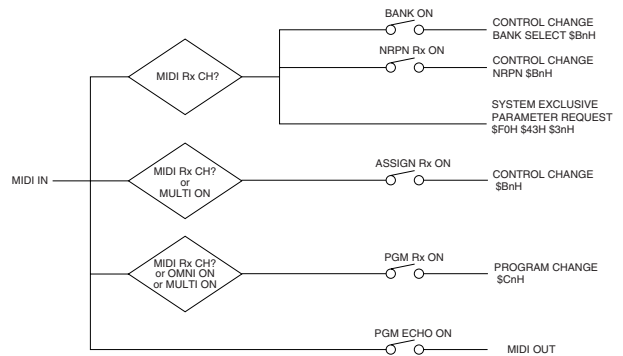 BANK ON
CONTROL CHANGE
BANK SELECT $BnH
NRPN Rx ON
MIDI Rx CH?
CONTROL CHANGE
NRPN $BnH
SYSTEM EXCLUSIVE
PARAMETER REQUEST
$F0H $43H $3nH
MIDI IN
MIDI Rx CH?
or
MULTI ON
ASSIGN Rx ON
CONTROL CHANGE
$BnH
MIDI Rx CH?
or OMNI ON
or MULTI ON
PGM Rx ON
PROGRAM CHANGE
$CnH
PGM ECHO ON
MIDI OUT